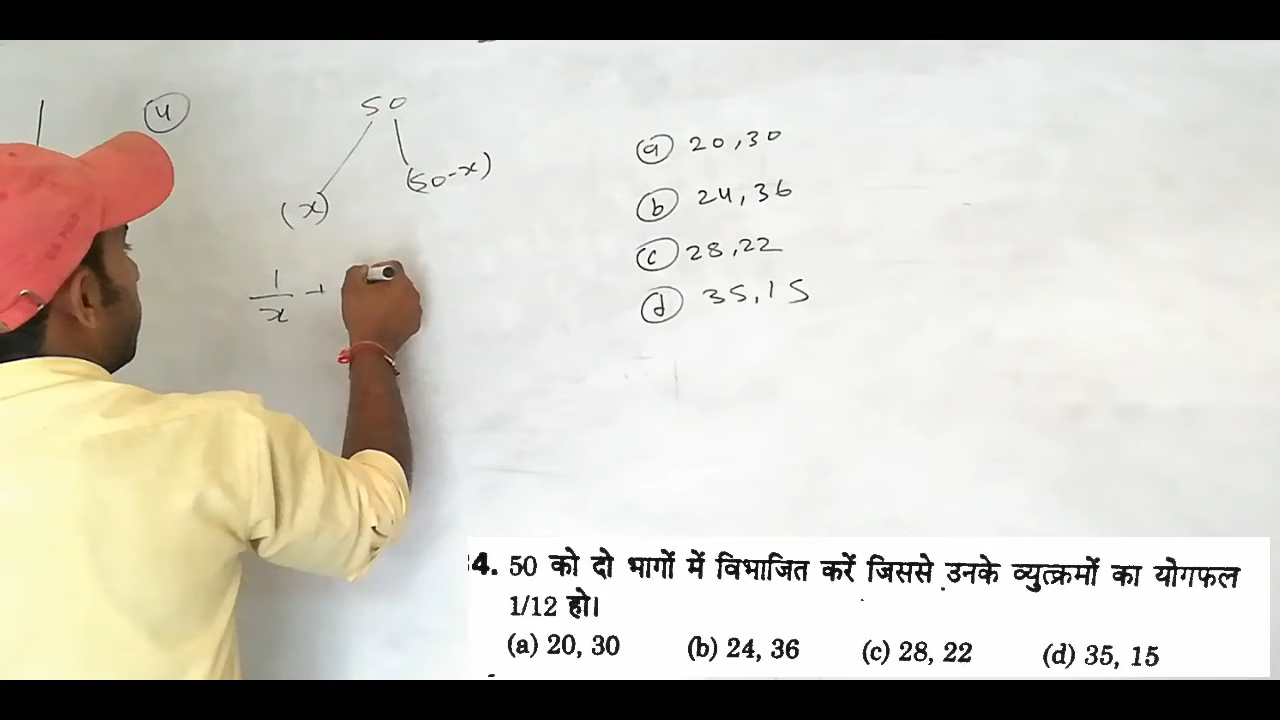 4
50
(x) (50-x)
1/x +
(a) 20,30
(b) 24,36
(c) 28,22
(d) 35,15
4. 50 को दो भागों में विभाजित करें जिससे उनके व्युत्क्रमों का योगफल
1/12 हो।
(a) 20, 30 (b) 24, 36 (c) 28, 22 (d) 35, 15